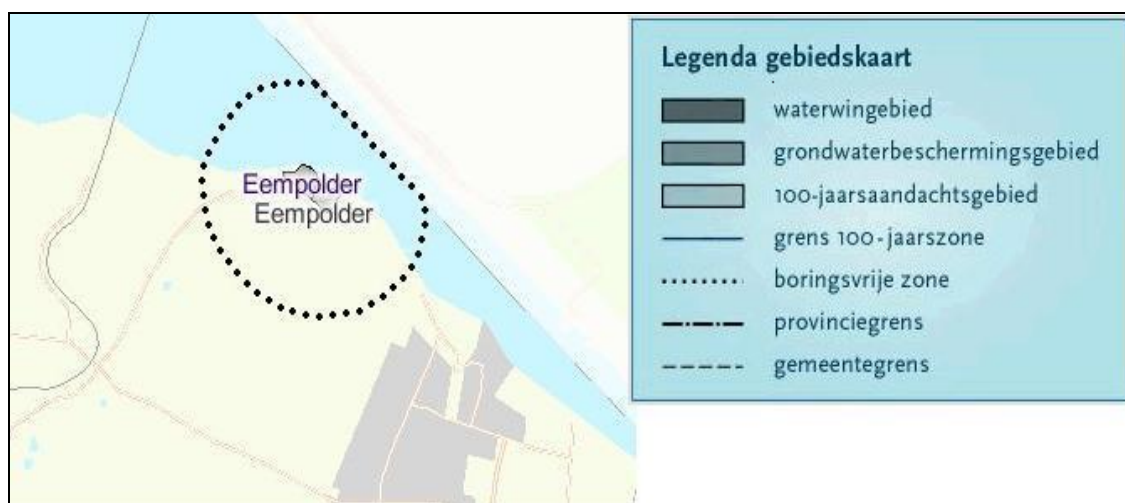 Eempolder
Eempolder
Legenda gebiedskaart
waterwingebied
grondwaterbeschermingsgebied
100-jaarsaandachtsgebied
grens 100-jaarszone
boringsvrije zone
provinciegrens
gemeentegrens